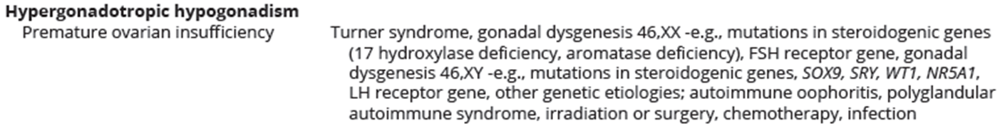 Hypergonadotropic hypogonadism
Premature ovarian insufficiency Turner syndrome, gonadal dysgenesis 46,XX -e.g., mutations in steroidogenic genes
(17 hydroxylase deficiency, aromatase deficiency), FSH receptor gene, gonadal
dysgenesis 46,XY -e.g., mutations in steroidogenic genes, SOX9, SRY, WT1, NR5A1,
LH receptor gene, other genetic etiologies; autoimmune oophoritis, polyglandular
autoimmune syndrome, irradiation or surgery, chemotherapy, infection